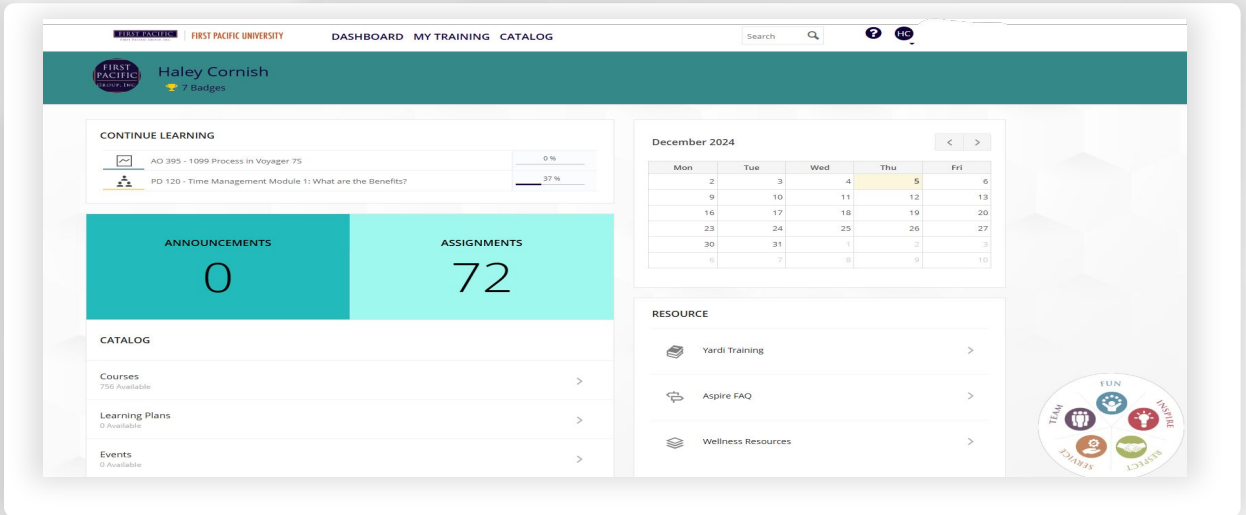 FIRST PACIFIC
FIRST PACIFIC UNIVERSITY
DASHBOARD MY TRAINING CATALOG
Search
? HC
FIRST
PACIFIC
GROUP, INC
Haley Cornish
7 Badges
CONTINUE LEARNING
AO 395 - 1099 Process in Voyager 7S
0 %
PD 120 - Time Management Module 1: What are the Benefits?
37 %
ANNOUNCEMENTS
0
ASSIGNMENTS
72
CATALOG
Courses
756 Available
Learning Plans
0 Available
Events
0 Available
December 2024
< >
Mon Tue Wed Thu Fri
2 3 4 5 6
9 10 11 12 13
16 17 18 19 20
23 24 25 26 27
30 31 1 2 3
6 7 8 9 10
RESOURCE
Yardi Training
Aspire FAQ
Wellness Resources
FUN
INSPIRE
RESPECT
SERVICE
TEAM